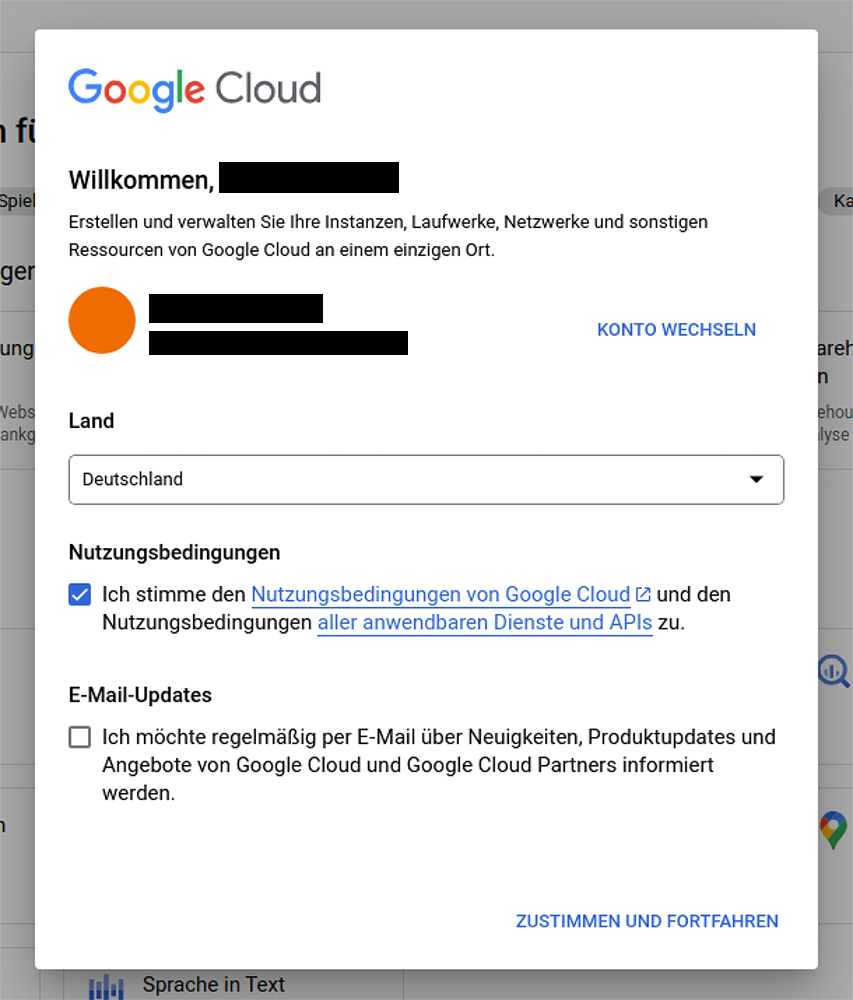 Google Cloud
Willkommen,
Erstellen und verwalten Sie Ihre Instanzen, Laufwerke, Netzwerke und sonstigen
Ressourcen von Google Cloud an einem einzigen Ort.
KONTO WECHSELN
Land
Deutschland
Nutzungsbedingungen
Ich stimme den Nutzungsbedingungen von Google Cloud und den
Nutzungsbedingungen aller anwendbaren Dienste und APIs zu.
E-Mail-Updates
Ich möchte regelmäßig per E-Mail über Neuigkeiten, Produktupdates und
Angebote von Google Cloud und Google Cloud Partners informiert
werden.
ZUSTIMMEN UND FORTFAHREN
Sprache in Text